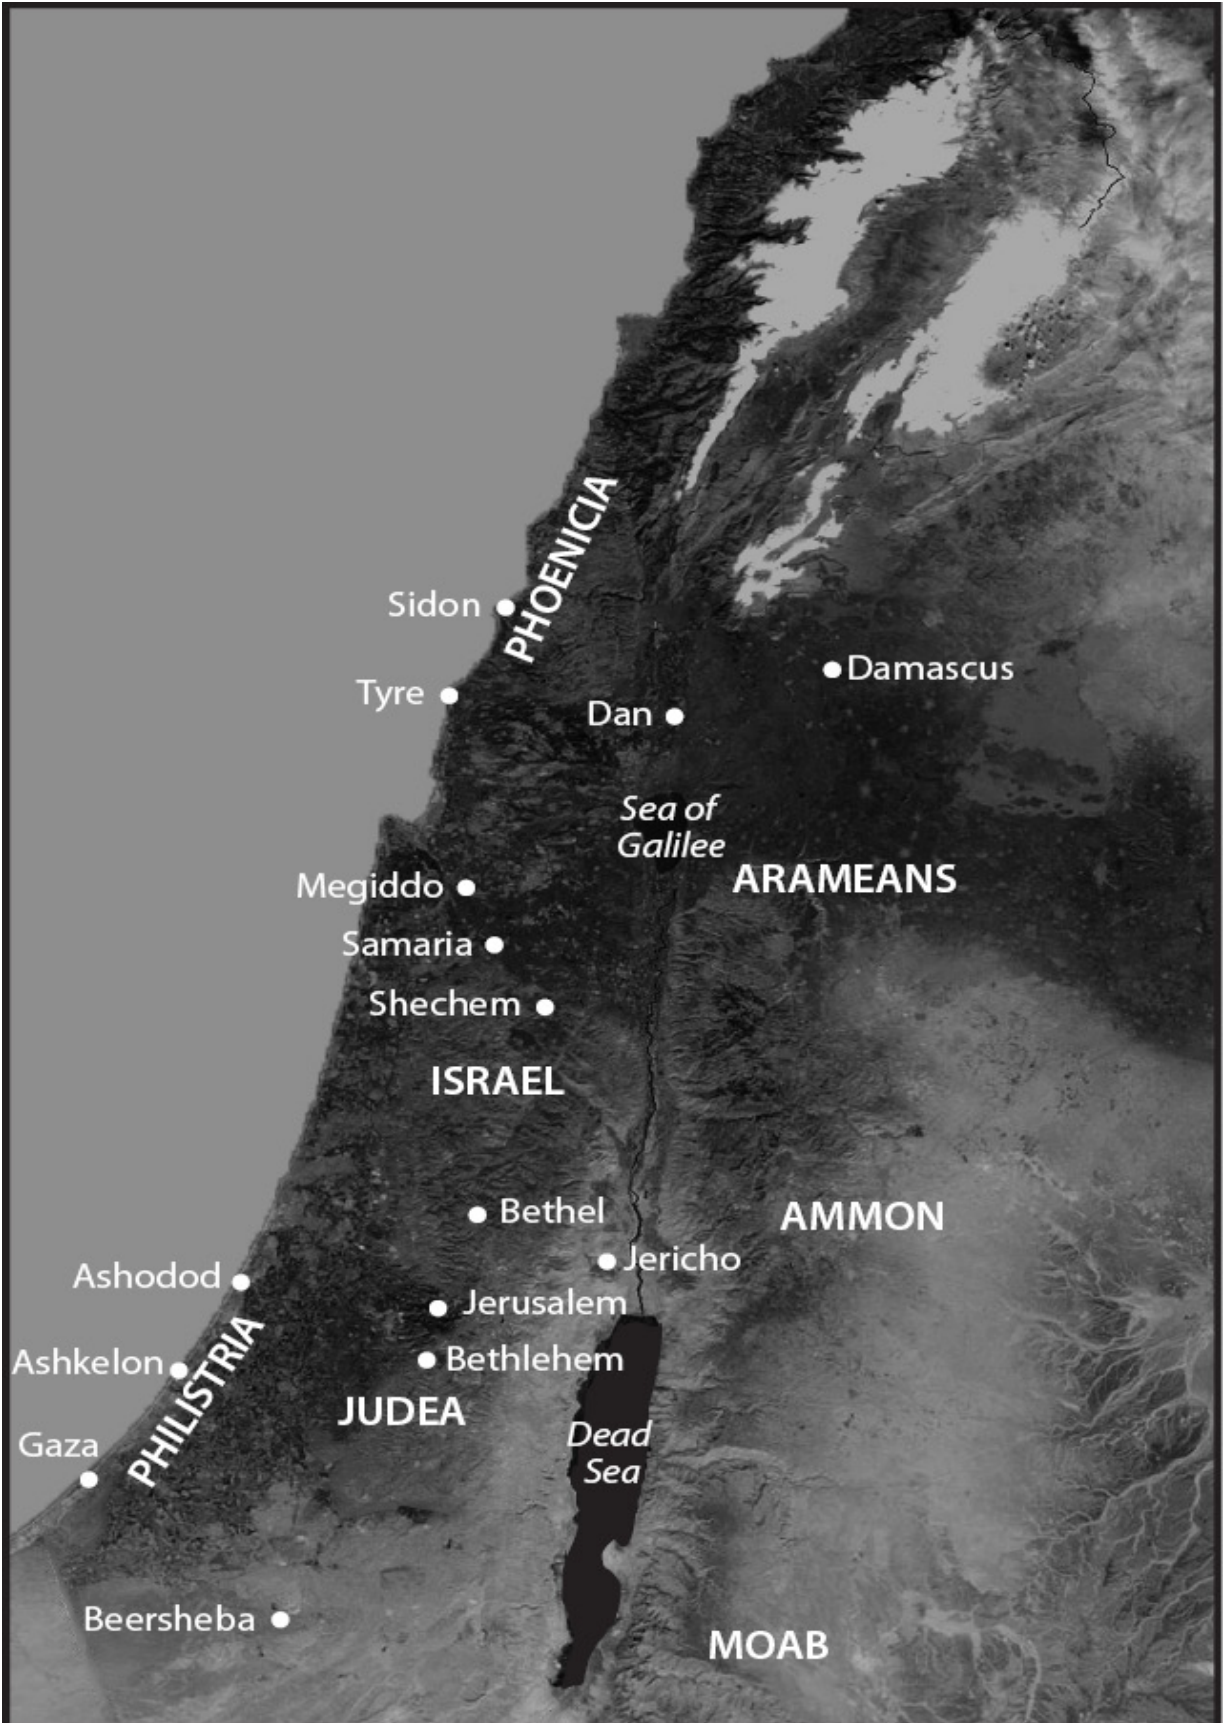 PHOENICIA
Sidon
Damascus
Tyre
Dan
Sea of
Galilee
ARAMEANS
Megiddo
Samaria
Shechem
ISRAEL
Bethel
AMMON
Jericho
Ashodod
Jerusalem
PHILISTRIA
Ashkelon
Bethlehem
JUDEA
Dead
Sea
Gaza
Beersheba
MOAB